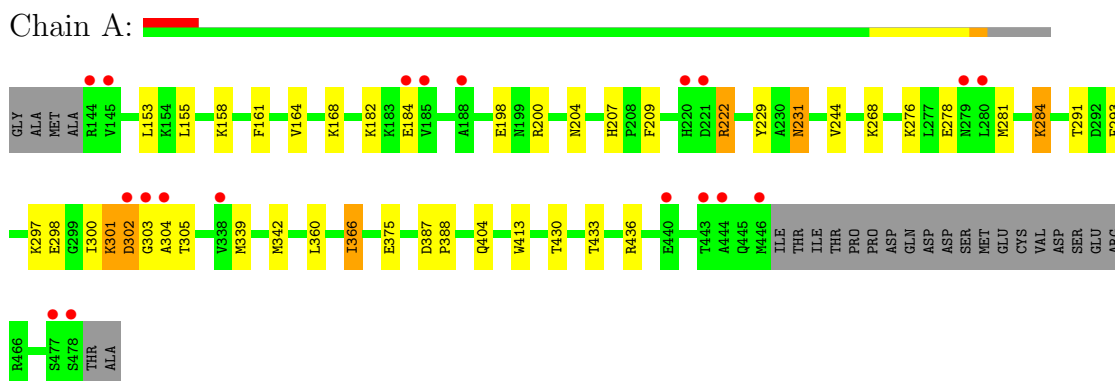 Chain A:
GLY ALA MET ALA R144 V145 L153 K154 L155 K158 F161 V164 K168 K182 K183 E184 V185 A188 E198 N199 R200 N204 H207 P208 F209 H220 D221 R222 Y229 A230 N231 V244 K268 K276 L277 E278 N279 L280 M281 K284 T291 D292
K297 E298 G299 I300 K301 D302 G303 A304 T305 V338 M339 M342 L360 I366 E375 D387 P388 Q404 W413 T430 T433 R436 E440 T443 A444 Q445 M446 ILE THR ILE THR PRO PRO ASP GLN ASP ASP SER MET GLU CYS VAL ASP SER GLU
R466 S477 S478 THR ALA